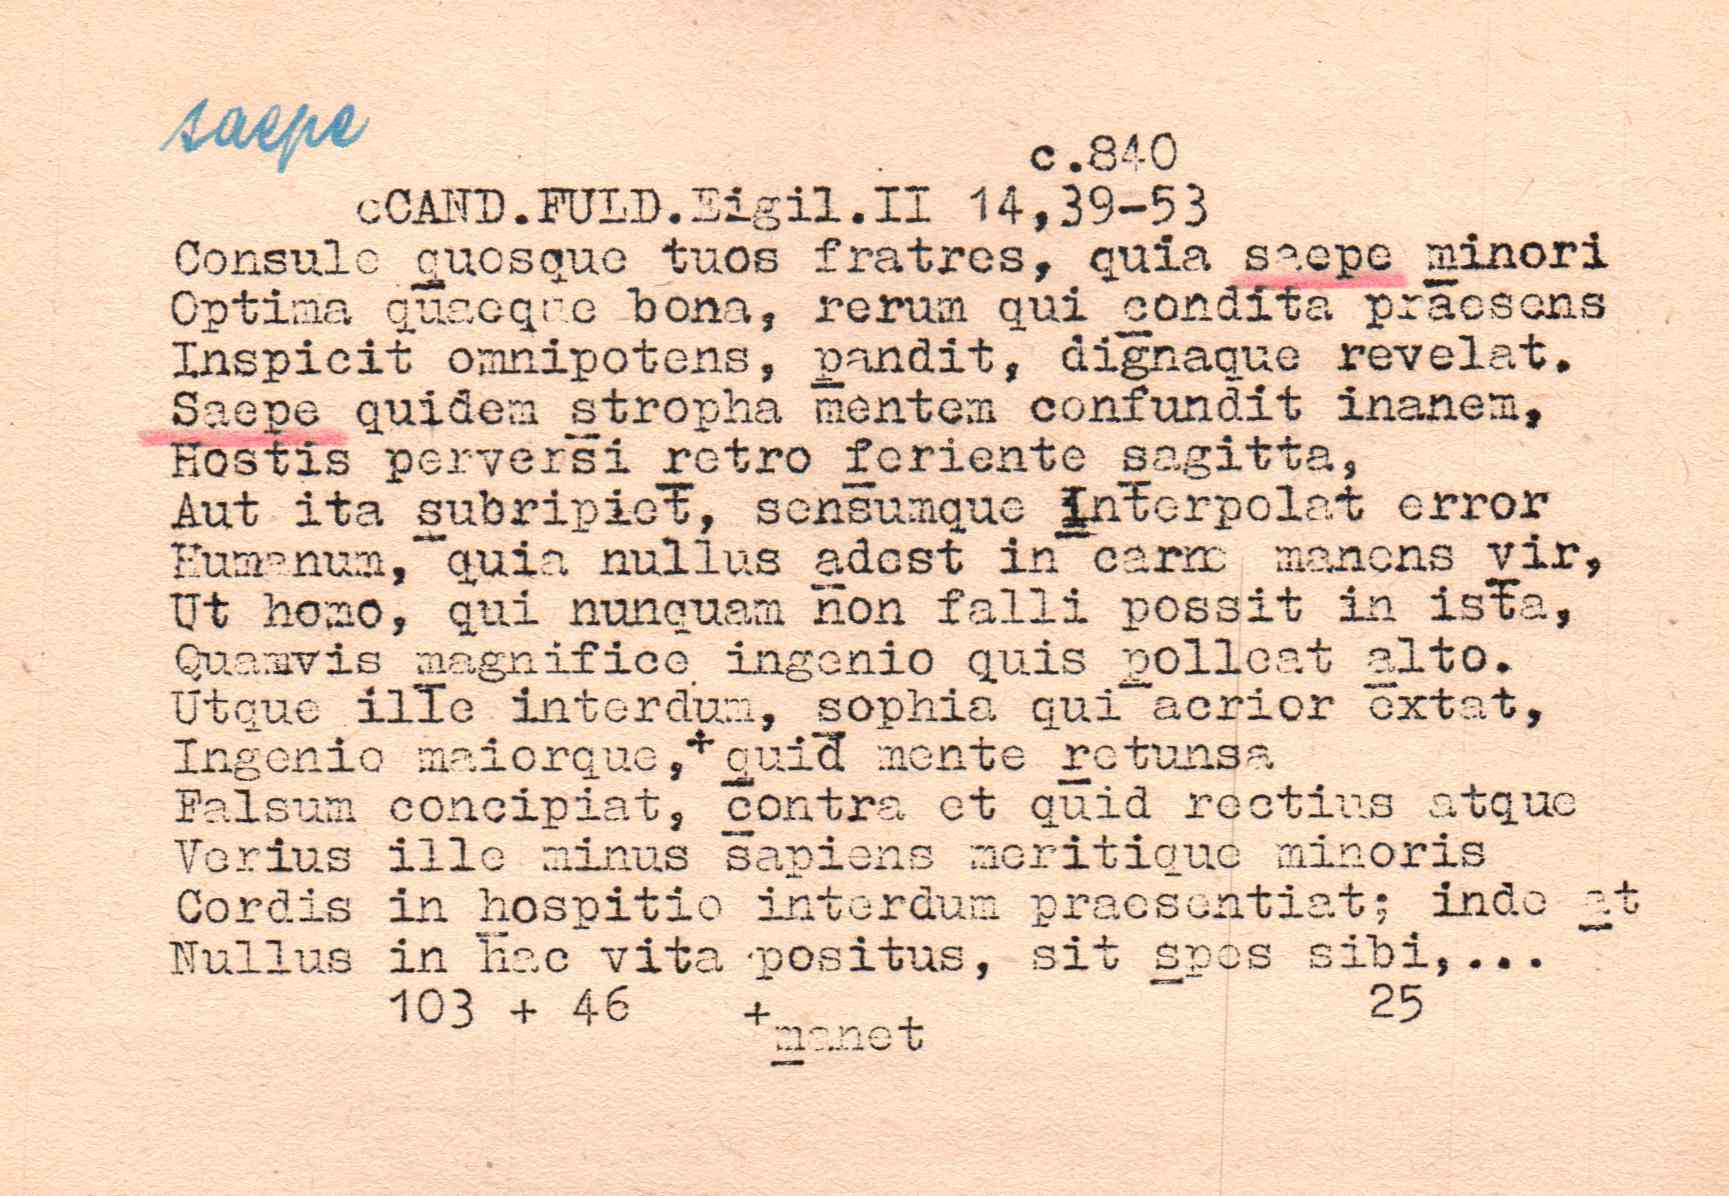 saepe
c.840
cCAND.FULD.Eigil.II 14,39-53
Consule quosque tuos fratres, quia saepe minori
Optima quaeque bona, rerum qui condita praesens
Inspicit omnipotens, pandit, dignaque revelat.
Saepe quidem stropha mentem confundit inanem,
Hostis perversi retro feriente sagitta,
Aut ita subripiet, sensumque interpolat error
Humanum, quia nullus adest in carne manens vir,
Ut homo, qui nunquam non falli possit in ista,
Quamvis magnifice ingenio quis polleat alto.
Utque ille interdum, sophia qui acrior extat,
Ingenio maiorque,+ quid mente retunsa
Falsum concipiat, contra et quid rectius atque
Verius ille minus sapiens meritique minoris
Cordis in hospitio interdum praesentiat; inde at
Nullus in hac vita positus, sit spes sibi,...
103 + 46 + 25
manet